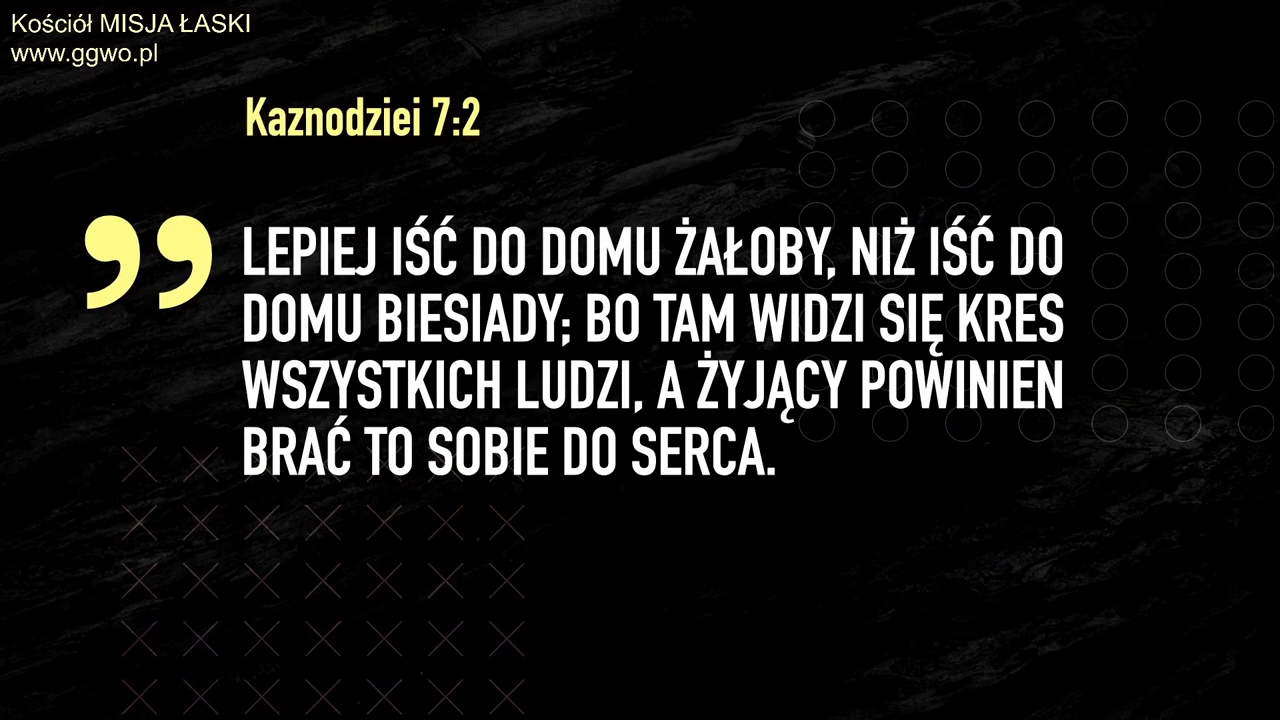 Kościół MISJA ŁASKI
www.ggwo.pl
Kaznodziei 7:2
” LEPIEJ IŚĆ DO DOMU ŻAŁOBY, NIŻ IŚĆ DO
DOMU BIESIADY; BO TAM WIDZI SIĘ KRES
WSZYSTKICH LUDZI, A ŻYJĄCY POWINIEN
BRAĆ TO SOBIE DO SERCA.